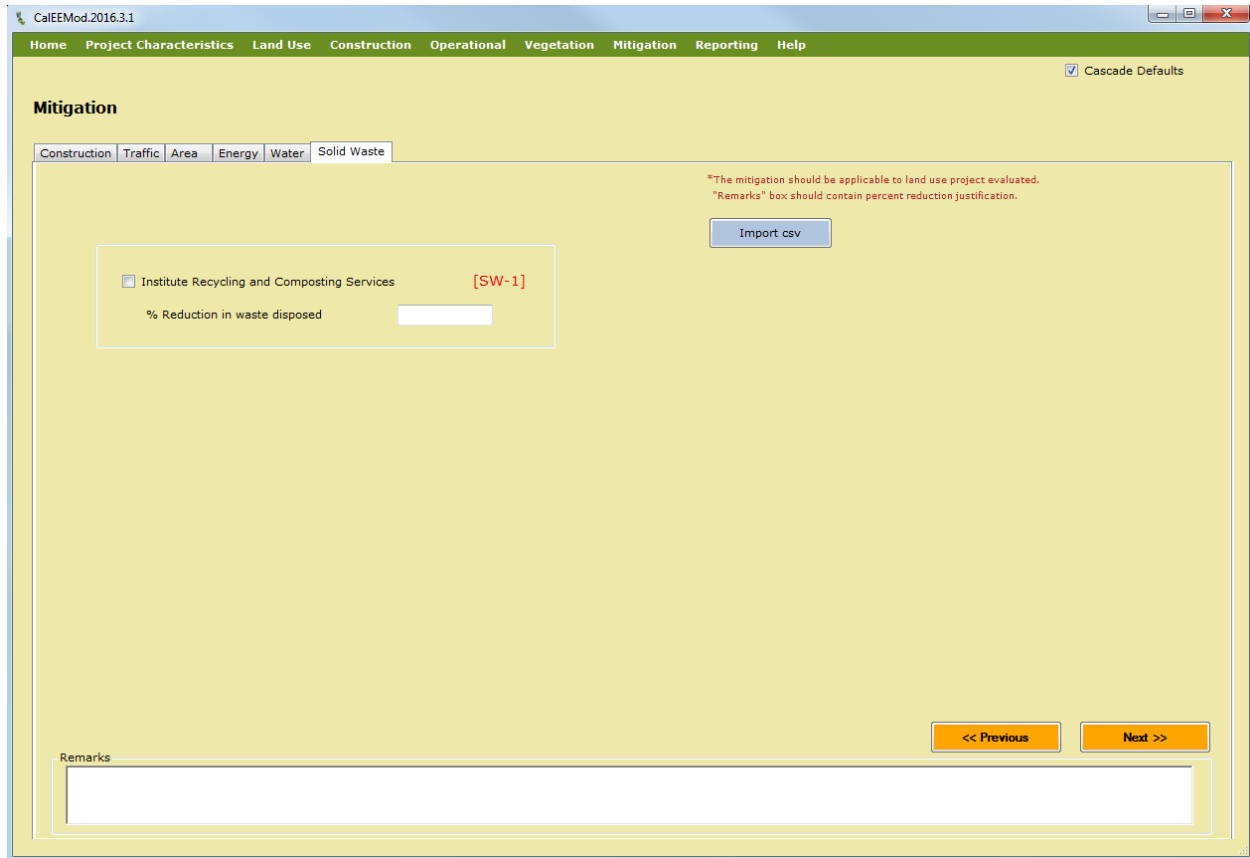 CalEEMod.2016.3.1
Home Project Characteristics Land Use Construction Operational Vegetation Mitigation Reporting Help
Cascade Defaults
Mitigation
Construction Traffic Area Energy Water Solid Waste
*The mitigation should be applicable to land use project evaluated.
"Remarks" box should contain percent reduction justification.
Import csv
Institute Recycling and Composting Services [SW-1]
% Reduction in waste disposed
<< Previous Next >>
Remarks